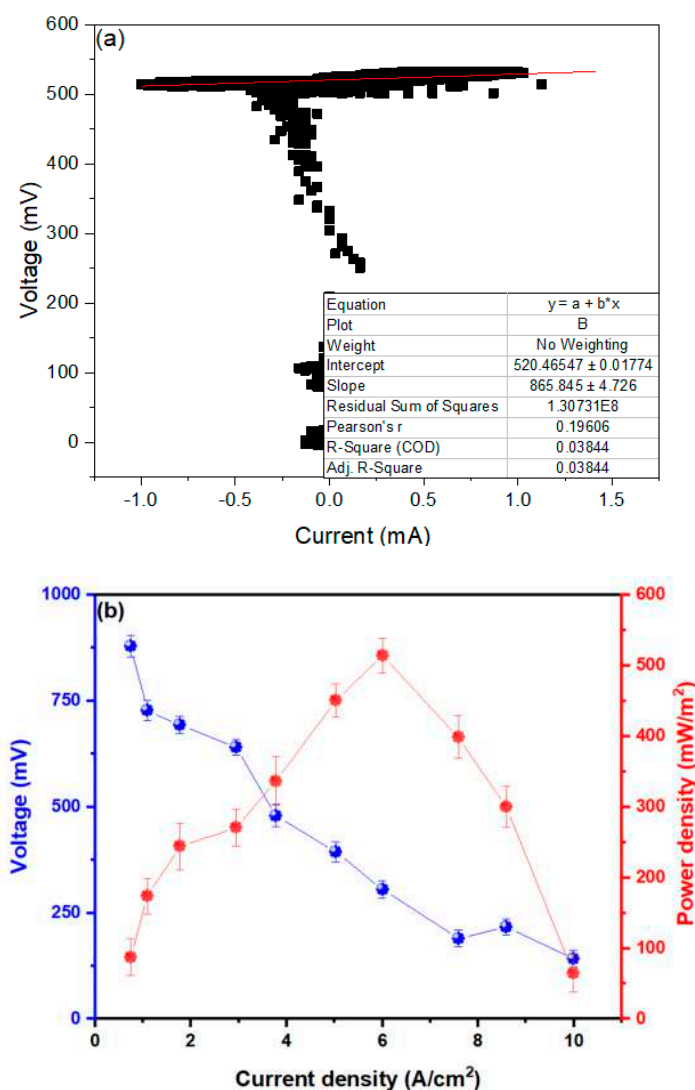 (a)
600
500
400
300
200
100
0
Voltage (mV)
Equation y = a + b*x
Plot B
Weight No Weighting
Intercept 520.46547 ± 0.01774
Slope 865.845 ± 4.726
Residual Sum of Squares 1.30731E8
Pearson's r 0.19606
R-Square (COD) 0.03844
Adj. R-Square 0.03844
-1.0 -0.5 0.0 0.5 1.0 1.5
Current (mA)
(b)
1000
750
500
250
0
Voltage (mV)
600
500
400
300
200
100
0
Power density (mW/m²)
0 2 4 6 8 10
Current density (A/cm²)